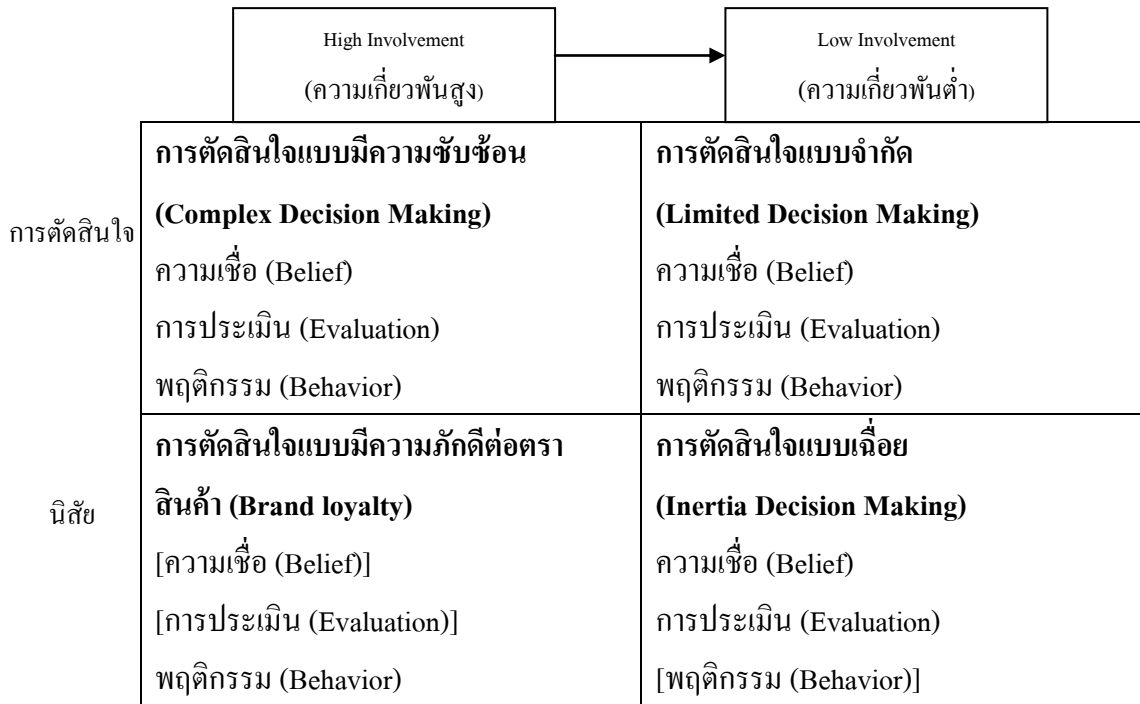 High Involvement
(ความเกี่ยวพันสูง)
Low Involvement
(ความเกี่ยวพันต่ำ)
การตัดสินใจ
การตัดสินใจแบบมีความซับซ้อน
(Complex Decision Making)
ความเชื่อ (Belief)
การประเมิน (Evaluation)
พฤติกรรม (Behavior)
การตัดสินใจแบบจำกัด
(Limited Decision Making)
ความเชื่อ (Belief)
การประเมิน (Evaluation)
พฤติกรรม (Behavior)
นิสัย
การตัดสินใจแบบมีความภักดีต่อตรา
สินค้า (Brand loyalty)
[ความเชื่อ (Belief)]
[การประเมิน (Evaluation)]
พฤติกรรม (Behavior)
การตัดสินใจแบบเฉื่อย
(Inertia Decision Making)
ความเชื่อ (Belief)
การประเมิน (Evaluation)
[พฤติกรรม (Behavior)]